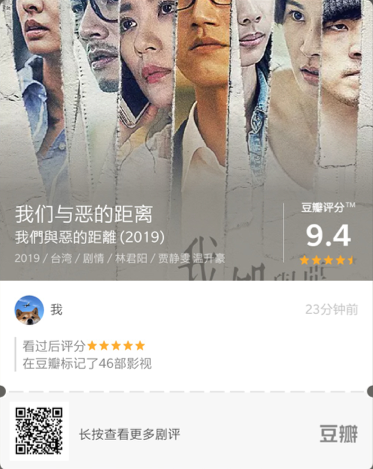 我们与恶的距离
我們與惡的距離 (2019)
2019 / 台湾 / 剧情 / 林君阳 / 贾静雯 温升豪
豆瓣评分™
9.4
我
23分钟前
看过后评分
在豆瓣标记了46部影视
长按查看更多剧评
豆瓣